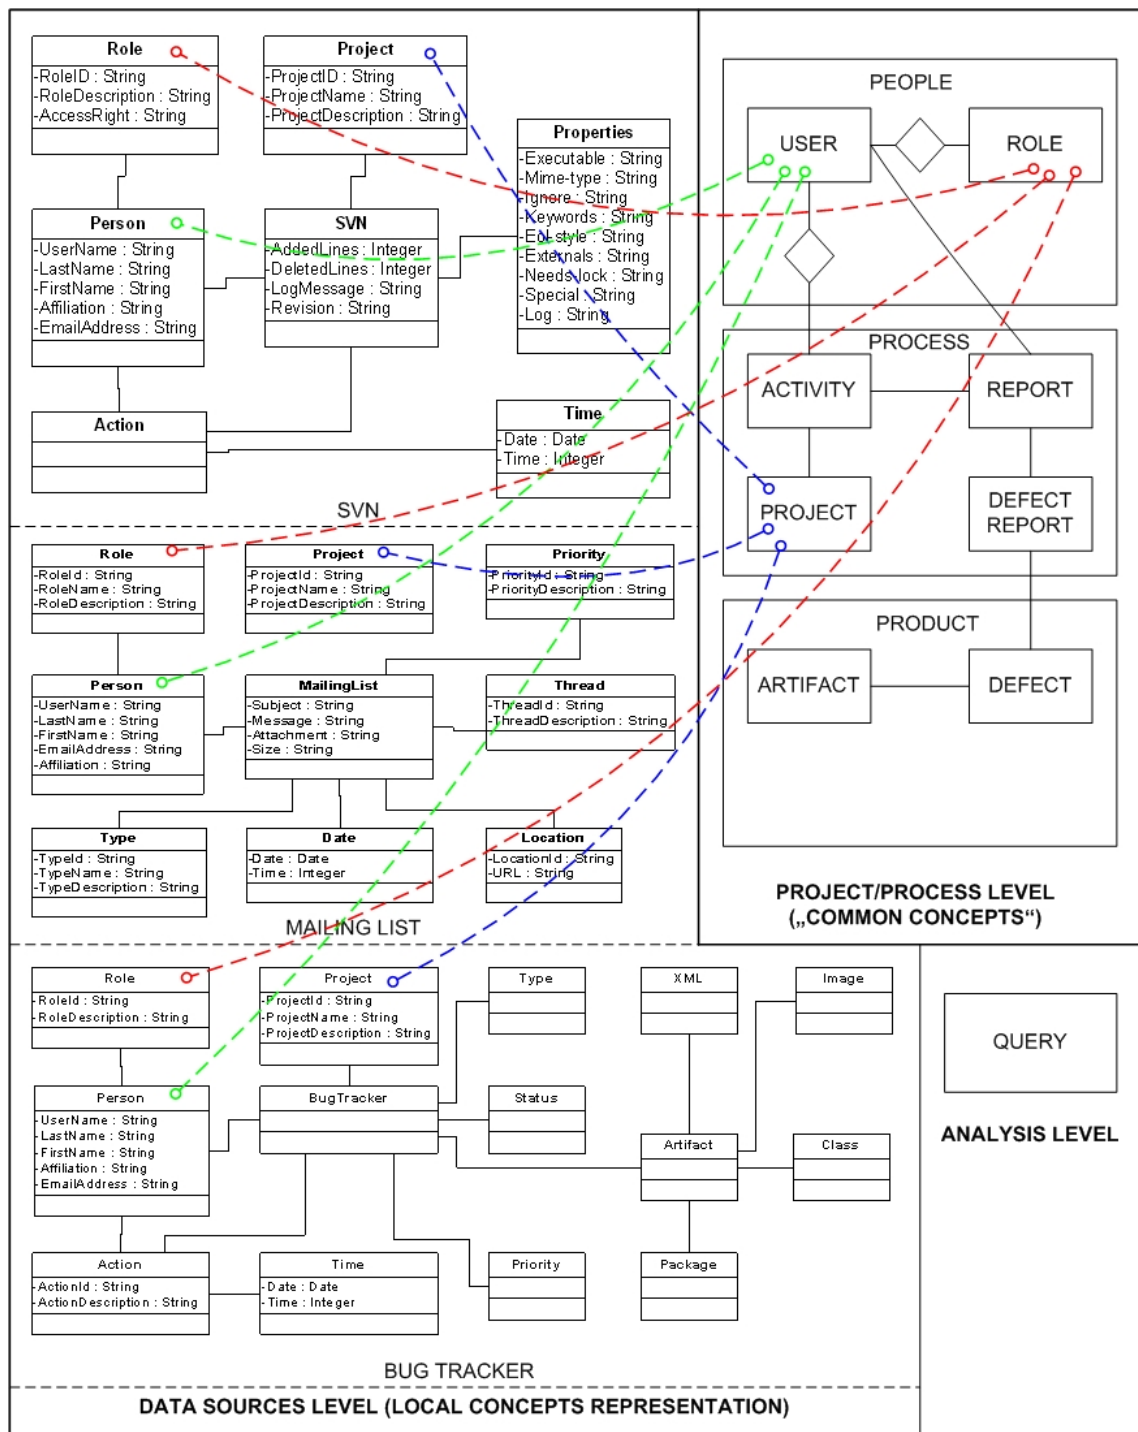 Role
-RoleID : String
-RoleDescription : String
-AccessRight : String
Project
-ProjectID : String
-ProjectName : String
-ProjectDescription : String
Properties
-Executable : String
-Mime-type : String
-Ignore : String
-Keywords : String
-Eol-style : String
-Externals : String
-Needs-lock : String
-Special : String
-Log : String
Person
-UserName : String
-LastName : String
-FirstName : String
-Affiliation : String
-EmailAddress : String
SVN
-AddedLines : Integer
-DeletedLines : Integer
-LogMessage : String
-Revision : String
Action
Time
-Date : Date
-Time : Integer
SVN
Role
-RoleId : String
-RoleName : String
-RoleDescription : String
Project
-ProjectId : String
-ProjectName : String
-ProjectDescription : String
Priority
-PriorityId : String
-PriorityDescription : String
Person
-UserName : String
-LastName : String
-FirstName : String
-EmailAddress : String
-Affiliation : String
MailingList
-Subject : String
-Message : String
-Attachment : String
-Size : String
Thread
-ThreadId : String
-ThreadDescription : String
Type
-TypeId : String
-TypeName : String
-TypeDescription : String
Date
-Date : Date
-Time : Integer
Location
-LocationId : String
-URL : String
MAILING LIST
Role
-RoleId : String
-RoleDescription : String
Project
-ProjectId : String
-ProjectName : String
-ProjectDescription : String
Type
XML
Image
Person
-UserName : String
-LastName : String
-FirstName : String
-Affiliation : String
-EmailAddress : String
BugTracker
Status
Artifact
Class
Action
-ActionId : String
-ActionDescription : String
Time
-Date : Date
-Time : Integer
Priority
Package
BUG TRACKER
DATA SOURCES LEVEL (LOCAL CONCEPTS REPRESENTATION)
PEOPLE
USER
ROLE
PROCESS
ACTIVITY
REPORT
PROJECT
DEFECT
REPORT
PRODUCT
ARTIFACT
DEFECT
PROJECT/PROCESS LEVEL
(„COMMON CONCEPTS“)
QUERY
ANALYSIS LEVEL